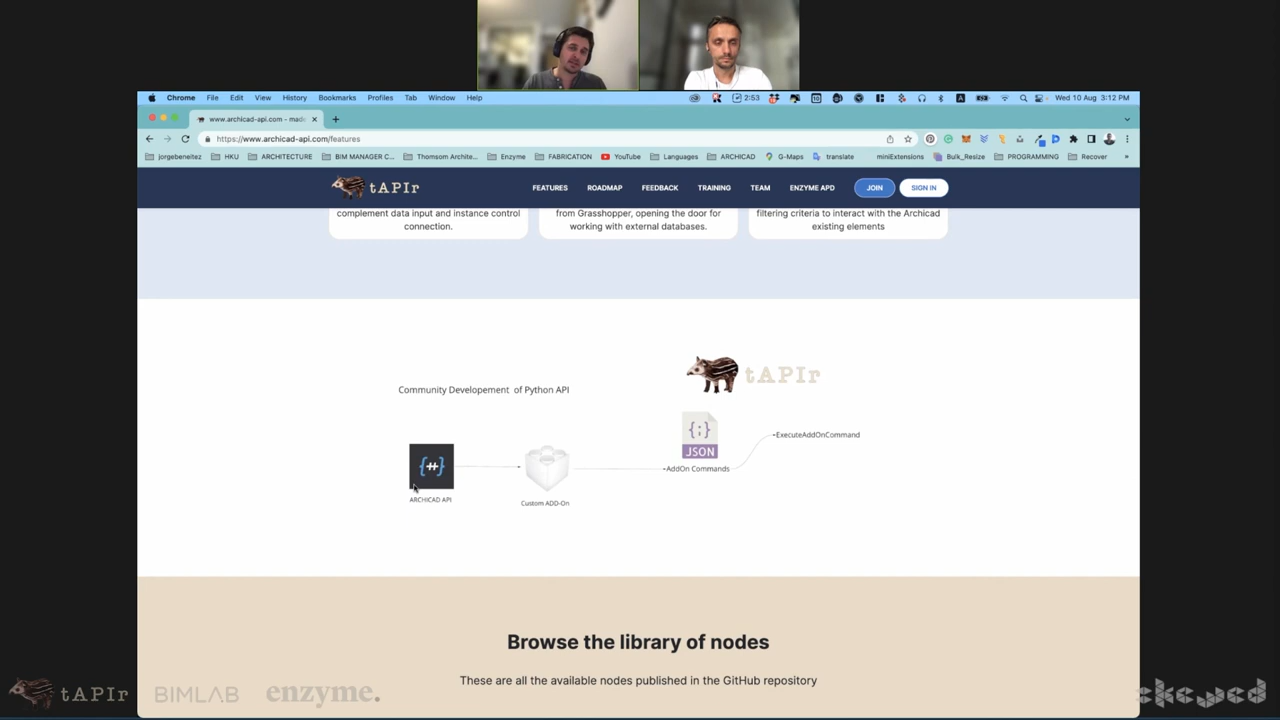 Chrome File Edit View History Bookmarks Profiles Tab Window Help
2:53
Wed 10 Aug 3:12 PM
www.archicad-api.com – made
https://www.archicad-api.com/features
jorgebeneitez HKU ARCHITECTURE BIM MANAGER C... Thomsom Archite... Enzyme FABRICATION YouTube Languages ARCHICAD G-Maps translate miniExtensions Bulk_Resize PROGRAMMING Recover »
tAPIr FEATURES ROADMAP FEEDBACK TRAINING TEAM ENZYME APD JOIN SIGN IN
complement data input and instance control
connection.
from Grasshopper, opening the door for
working with external databases.
filtering criteria to interact with the Archicad
existing elements
tAPIr
Community Developement of Python API
{;}
JSON
ExecuteAddOnCommand
{#}
AddOn Commands
ARCHICAD API
Custom ADD-On
Browse the library of nodes
These are all the available nodes published in the GitHub repository
tAPIr BIMLAB enzyme.